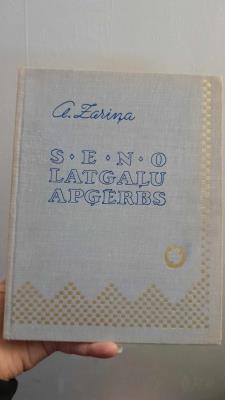 A. Zariņa
S·E·N·O
LATGAĻU
APĢĒRBS